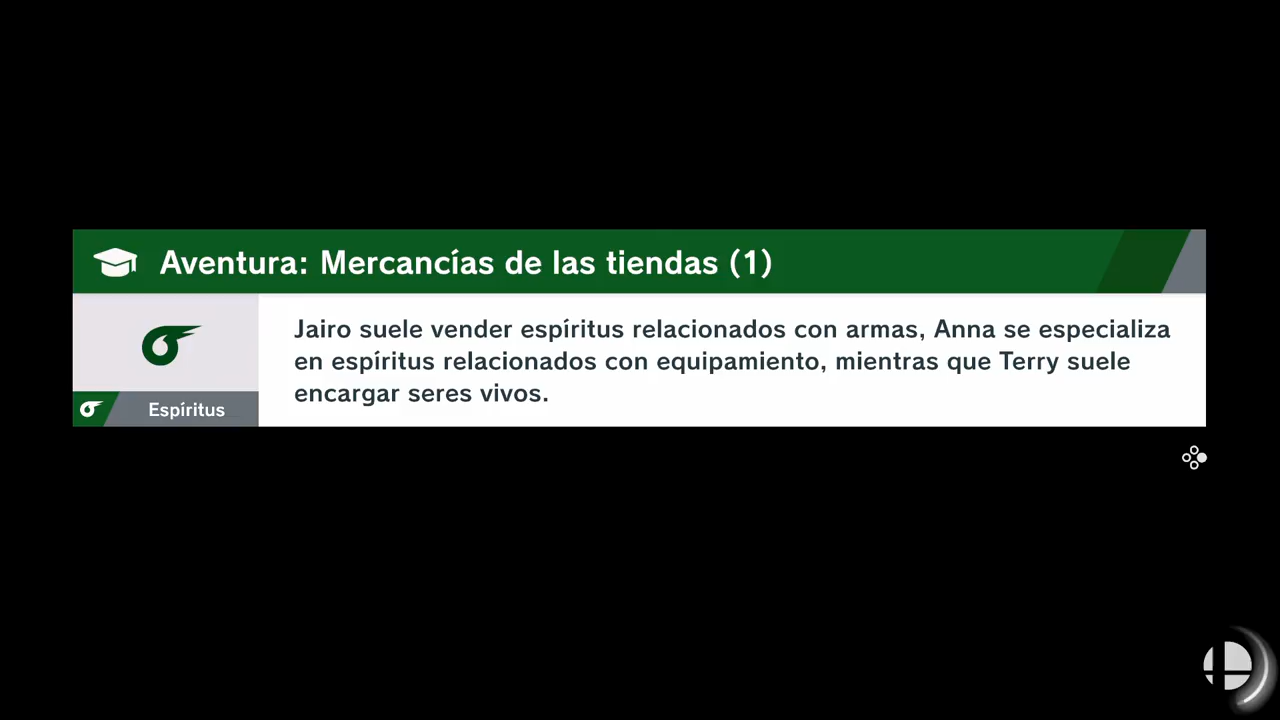 Aventura: Mercancías de las tiendas (1)
Jairo suele vender espíritus relacionados con armas, Anna se especializa
en espíritus relacionados con equipamiento, mientras que Terry suele
encargar seres vivos.
Espíritus